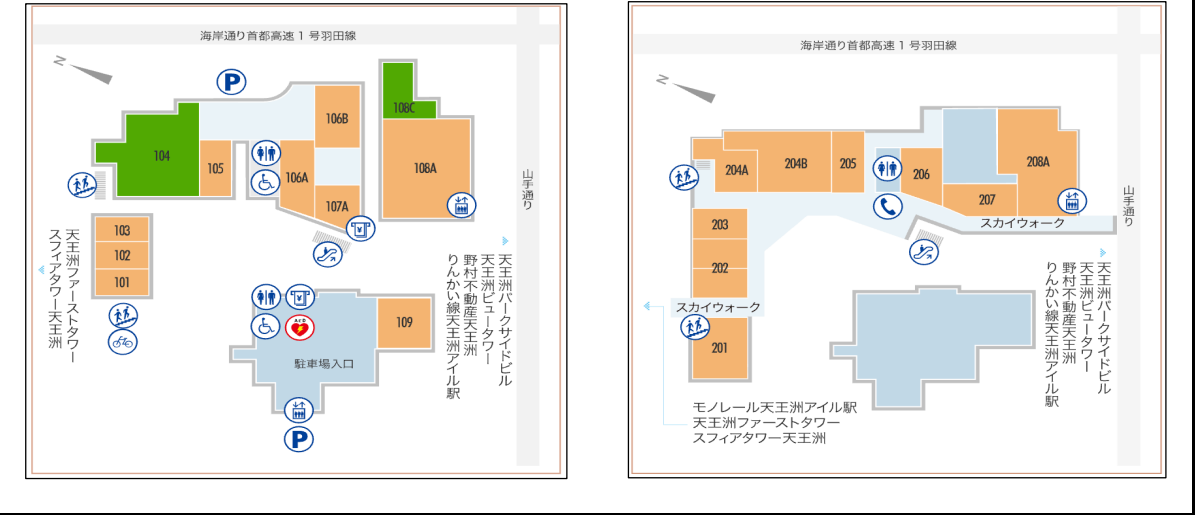 海岸通り首都高速1号羽田線
N
P
106B
108C
104
105
106A
108A
107A
¥
山手通り
103
102
101
天王洲ファーストタワー
スフィアタワー天王洲
天王洲パークサイドビル
天王洲ビュータワー
野村不動産天王洲
りんかい線天王洲アイル駅
¥
AED
109
駐車場入口
P
海岸通り首都高速1号羽田線
N
204A
204B
205
206
208A
207
スカイウォーク
山手通り
203
202
スカイウォーク
201
天王洲パークサイドビル
天王洲ビュータワー
野村不動産天王洲
りんかい線天王洲アイル駅
モノレール天王洲アイル駅
天王洲ファーストタワー
スフィアタワー天王洲